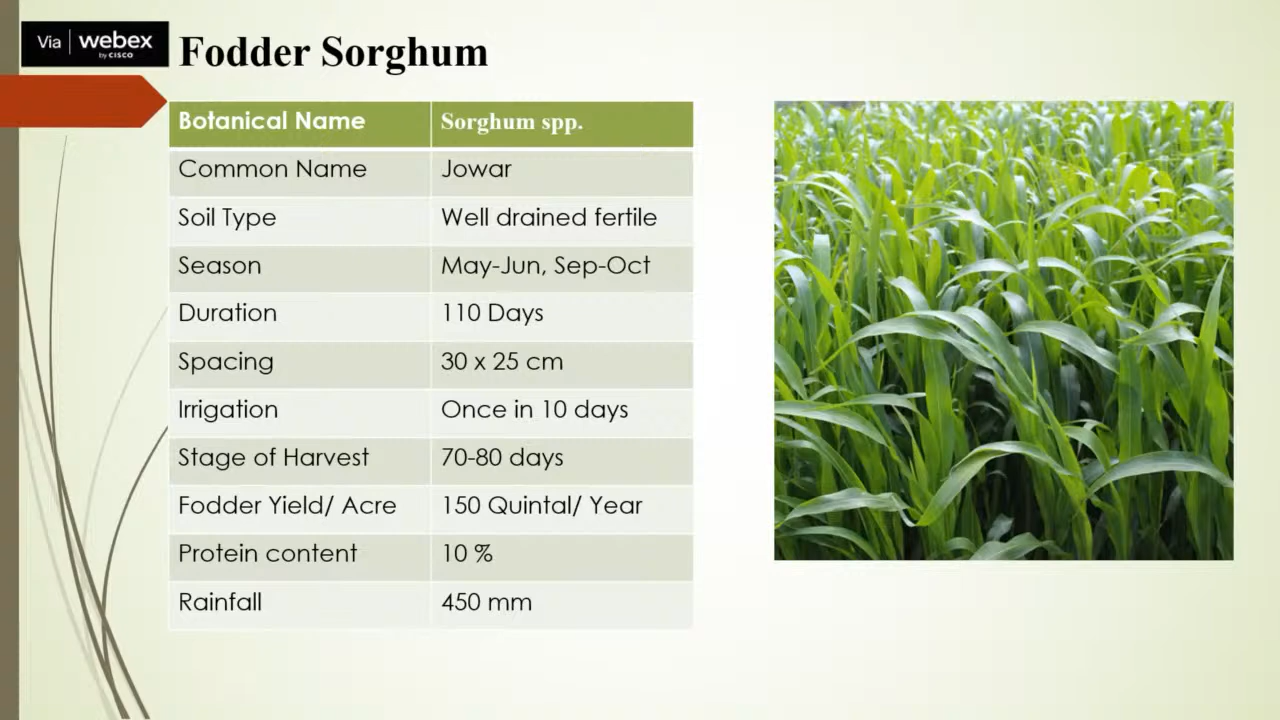 Via | webex
by CISCO
Fodder Sorghum
Botanical Name Sorghum spp.
Common Name Jowar
Soil Type Well drained fertile
Season May-Jun, Sep-Oct
Duration 110 Days
Spacing 30 x 25 cm
Irrigation Once in 10 days
Stage of Harvest 70-80 days
Fodder Yield/ Acre 150 Quintal/ Year
Protein content 10 %
Rainfall 450 mm